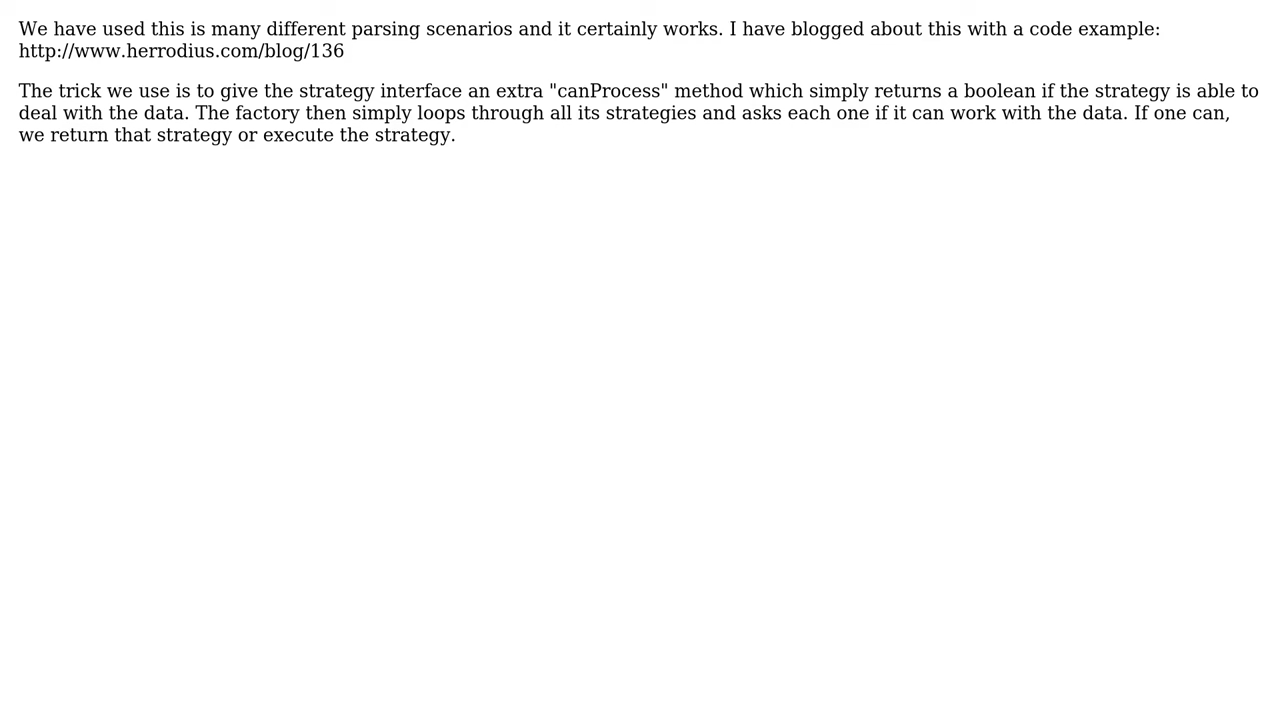 We have used this is many different parsing scenarios and it certainly works. I have blogged about this with a code example:
http://www.herrodius.com/blog/136
The trick we use is to give the strategy interface an extra "canProcess" method which simply returns a boolean if the strategy is able to
deal with the data. The factory then simply loops through all its strategies and asks each one if it can work with the data. If one can,
we return that strategy or execute the strategy.